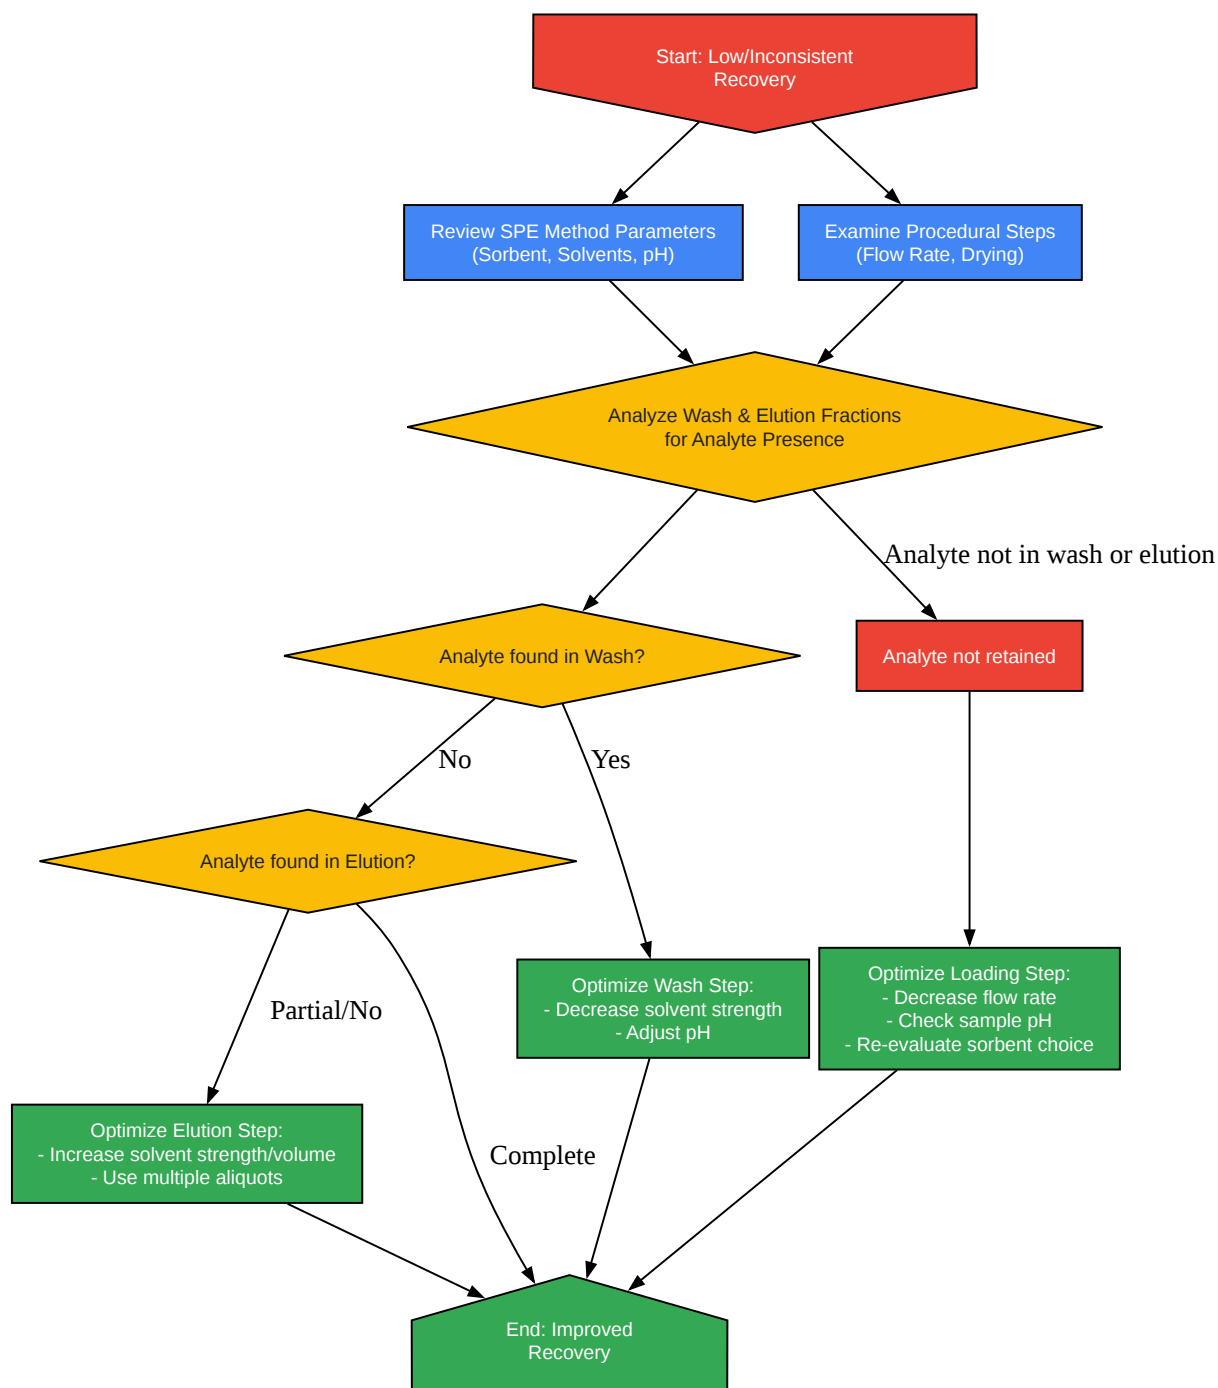 Start: Low/Inconsistent
Recovery
Review SPE Method Parameters
(Sorbent, Solvents, pH)
Examine Procedural Steps
(Flow Rate, Drying)
Analyze Wash & Elution Fractions
for Analyte Presence
Analyte not in wash or elution
Analyte found in Wash?
Analyte not retained
No
Yes
Analyte found in Elution?
Optimize Wash Step:
- Decrease solvent strength
- Adjust pH
Optimize Loading Step:
- Decrease flow rate
- Check sample pH
- Re-evaluate sorbent choice
Partial/No
Optimize Elution Step:
- Increase solvent strength/volume
- Use multiple aliquots
Complete
End: Improved
Recovery